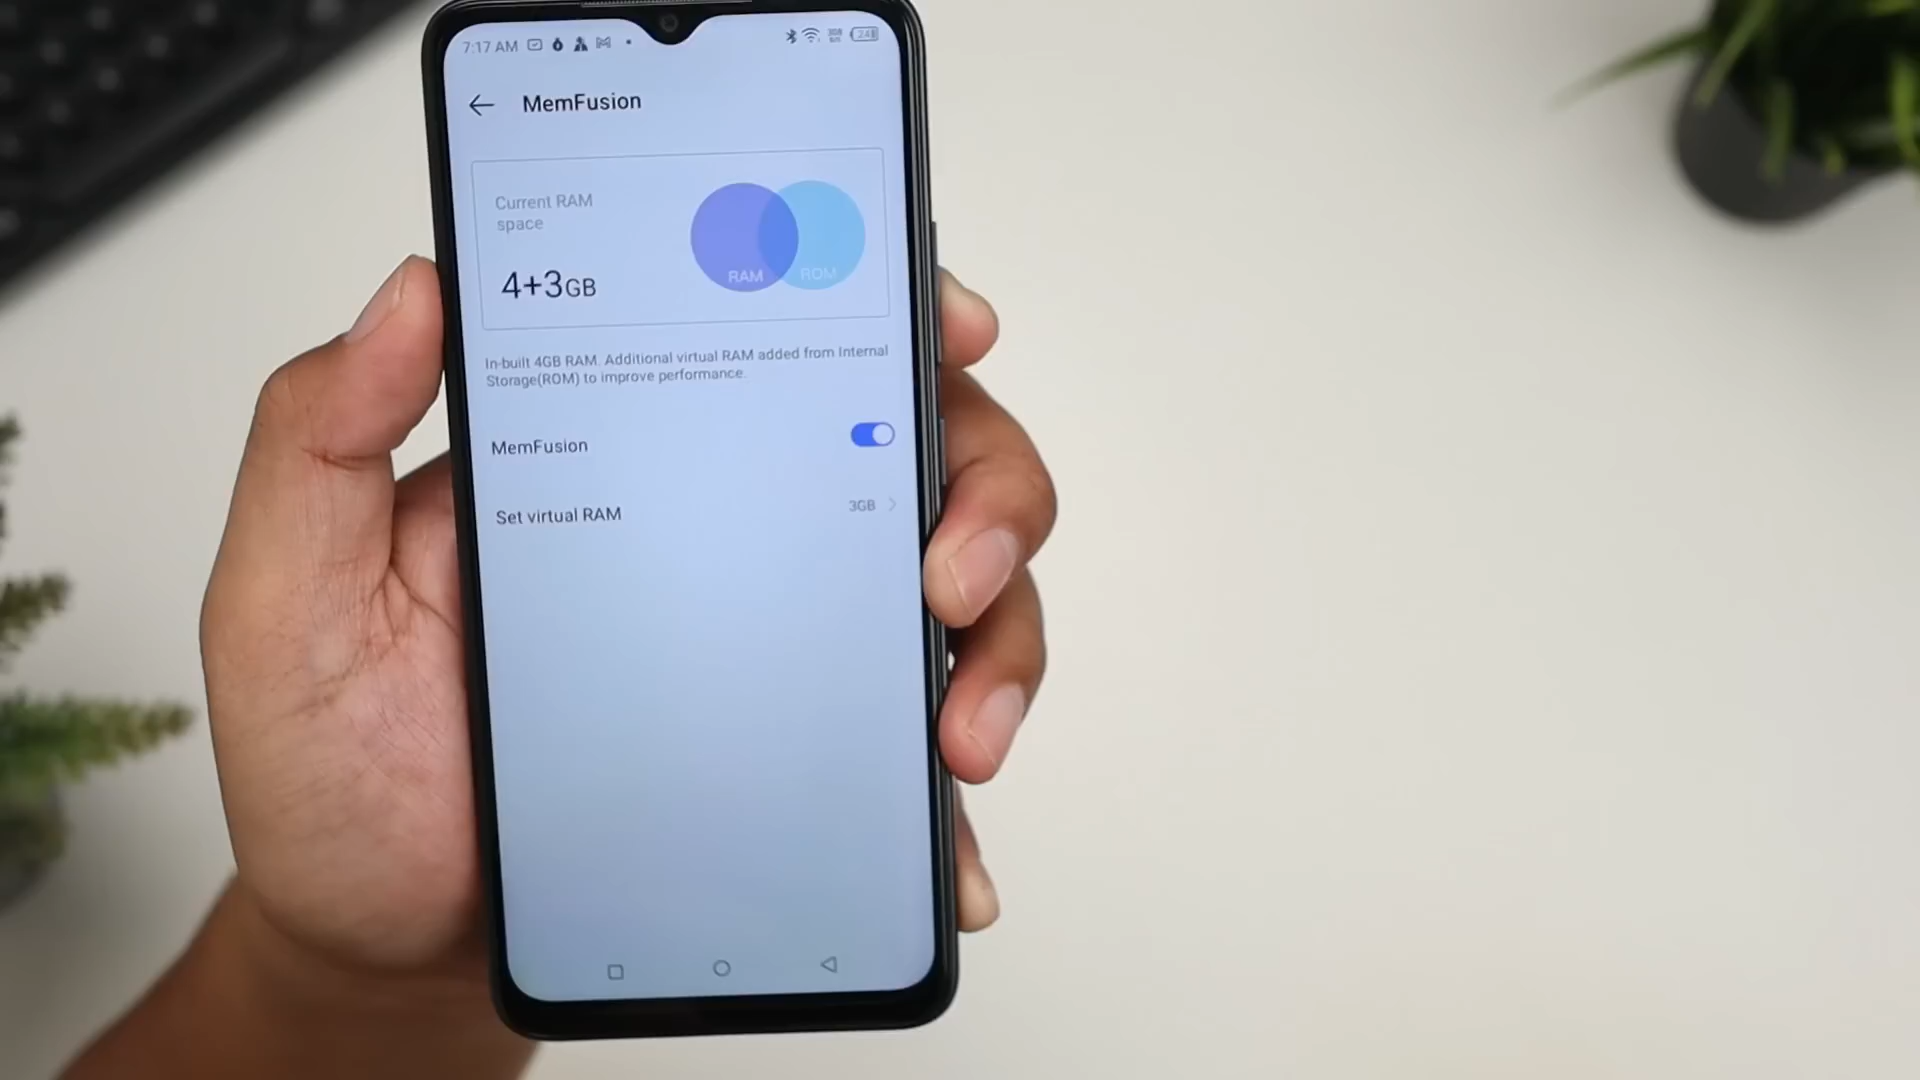 7:17 AM
MemFusion
Current RAM
space
4+3GB
RAM
ROM
In-built 4GB RAM. Additional virtual RAM added from Internal
Storage(ROM) to improve performance.
MemFusion
Set virtual RAM
3GB